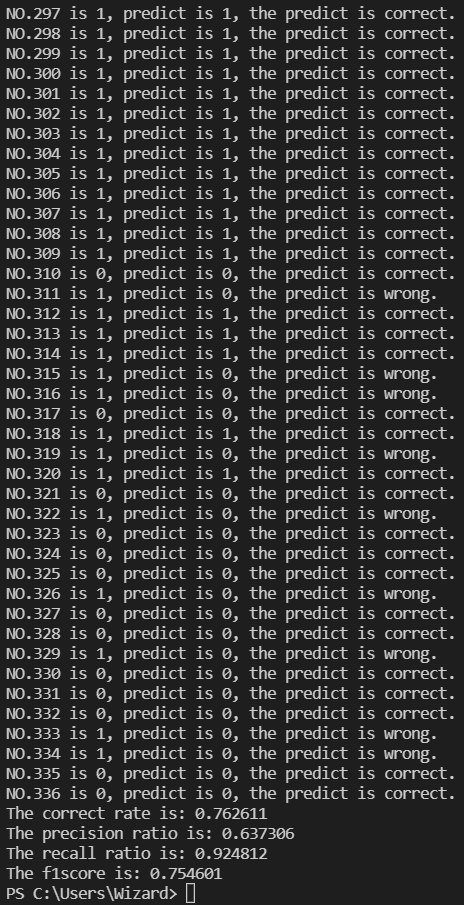 NO.297 is 1, predict is 1, the predict is correct.
NO.298 is 1, predict is 1, the predict is correct.
NO.299 is 1, predict is 1, the predict is correct.
NO.300 is 1, predict is 1, the predict is correct.
NO.301 is 1, predict is 1, the predict is correct.
NO.302 is 1, predict is 1, the predict is correct.
NO.303 is 1, predict is 1, the predict is correct.
NO.304 is 1, predict is 1, the predict is correct.
NO.305 is 1, predict is 1, the predict is correct.
NO.306 is 1, predict is 1, the predict is correct.
NO.307 is 1, predict is 1, the predict is correct.
NO.308 is 1, predict is 1, the predict is correct.
NO.309 is 1, predict is 1, the predict is correct.
NO.310 is 0, predict is 0, the predict is correct.
NO.311 is 1, predict is 0, the predict is wrong.
NO.312 is 1, predict is 1, the predict is correct.
NO.313 is 1, predict is 1, the predict is correct.
NO.314 is 1, predict is 1, the predict is correct.
NO.315 is 1, predict is 0, the predict is wrong.
NO.316 is 1, predict is 0, the predict is wrong.
NO.317 is 0, predict is 0, the predict is correct.
NO.318 is 1, predict is 1, the predict is correct.
NO.319 is 1, predict is 0, the predict is wrong.
NO.320 is 1, predict is 1, the predict is correct.
NO.321 is 0, predict is 0, the predict is correct.
NO.322 is 1, predict is 0, the predict is wrong.
NO.323 is 0, predict is 0, the predict is correct.
NO.324 is 0, predict is 0, the predict is correct.
NO.325 is 0, predict is 0, the predict is correct.
NO.326 is 1, predict is 0, the predict is wrong.
NO.327 is 0, predict is 0, the predict is correct.
NO.328 is 0, predict is 0, the predict is correct.
NO.329 is 1, predict is 0, the predict is wrong.
NO.330 is 0, predict is 0, the predict is correct.
NO.331 is 0, predict is 0, the predict is correct.
NO.332 is 0, predict is 0, the predict is correct.
NO.333 is 1, predict is 0, the predict is wrong.
NO.334 is 1, predict is 0, the predict is wrong.
NO.335 is 0, predict is 0, the predict is correct.
NO.336 is 0, predict is 0, the predict is correct.
The correct rate is: 0.762611
The precision ratio is: 0.637306
The recall ratio is: 0.924812
The f1score is: 0.754601
PS C:\Users\Wizard>